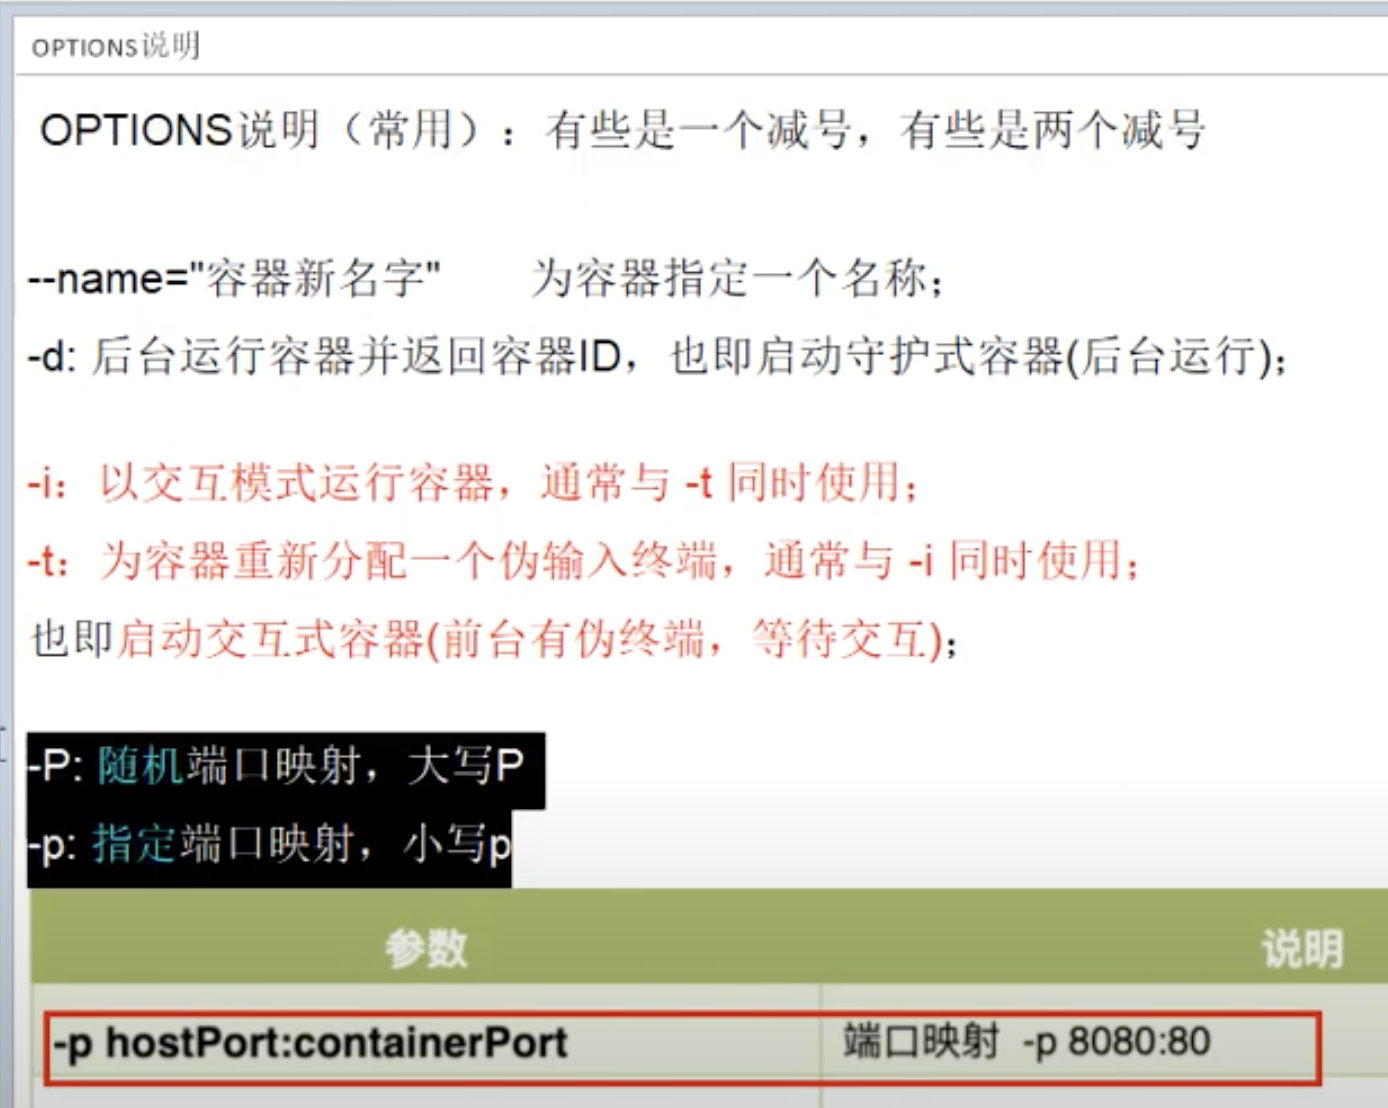 OPTIONS说明
OPTIONS说明（常用）：有些是一个减号，有些是两个减号
--name="容器新名字" 为容器指定一个名称；
-d: 后台运行容器并返回容器ID，也即启动守护式容器(后台运行)；
-i：以交互模式运行容器，通常与 -t 同时使用；
-t：为容器重新分配一个伪输入终端，通常与 -i 同时使用；
也即启动交互式容器(前台有伪终端，等待交互)；
-P: 随机端口映射，大写P
-p: 指定端口映射，小写p
参数 说明
-p hostPort:containerPort 端口映射 -p 8080:80